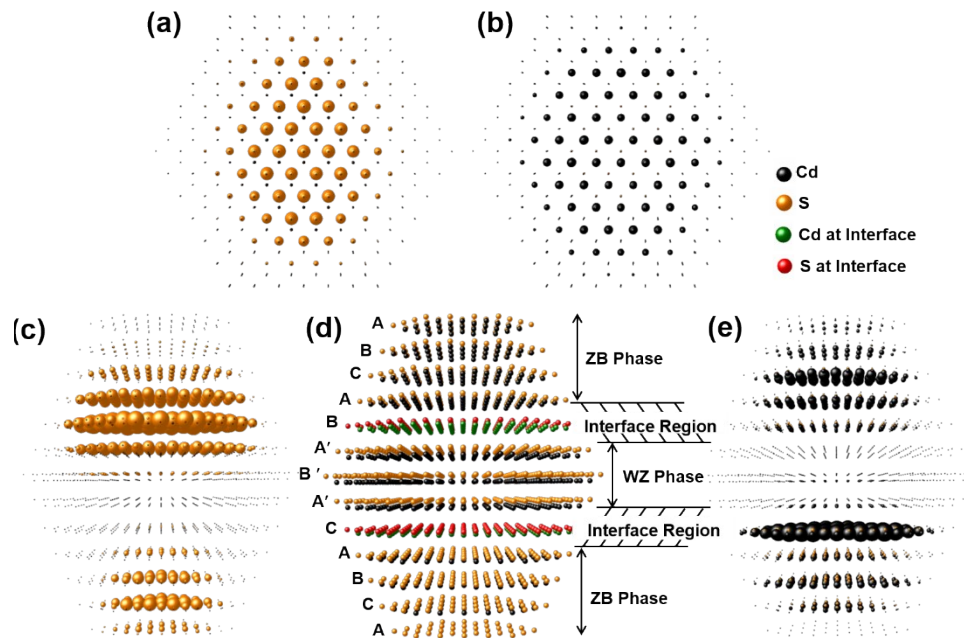 (a)
(b)
Cd
S
Cd at Interface
S at Interface
(c)
(d)
(e)
A
B
C
A
B
A′
B ′
A′
C
A
B
C
A
ZB Phase
Interface Region
WZ Phase
Interface Region
ZB Phase